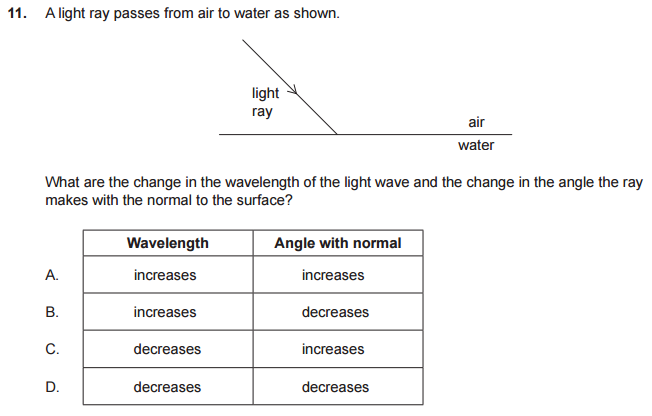 11. A light ray passes from air to water as shown.
light
ray
air
water
What are the change in the wavelength of the light wave and the change in the angle the ray
makes with the normal to the surface?
Wavelength Angle with normal
A. increases increases
B. increases decreases
C. decreases increases
D. decreases decreases